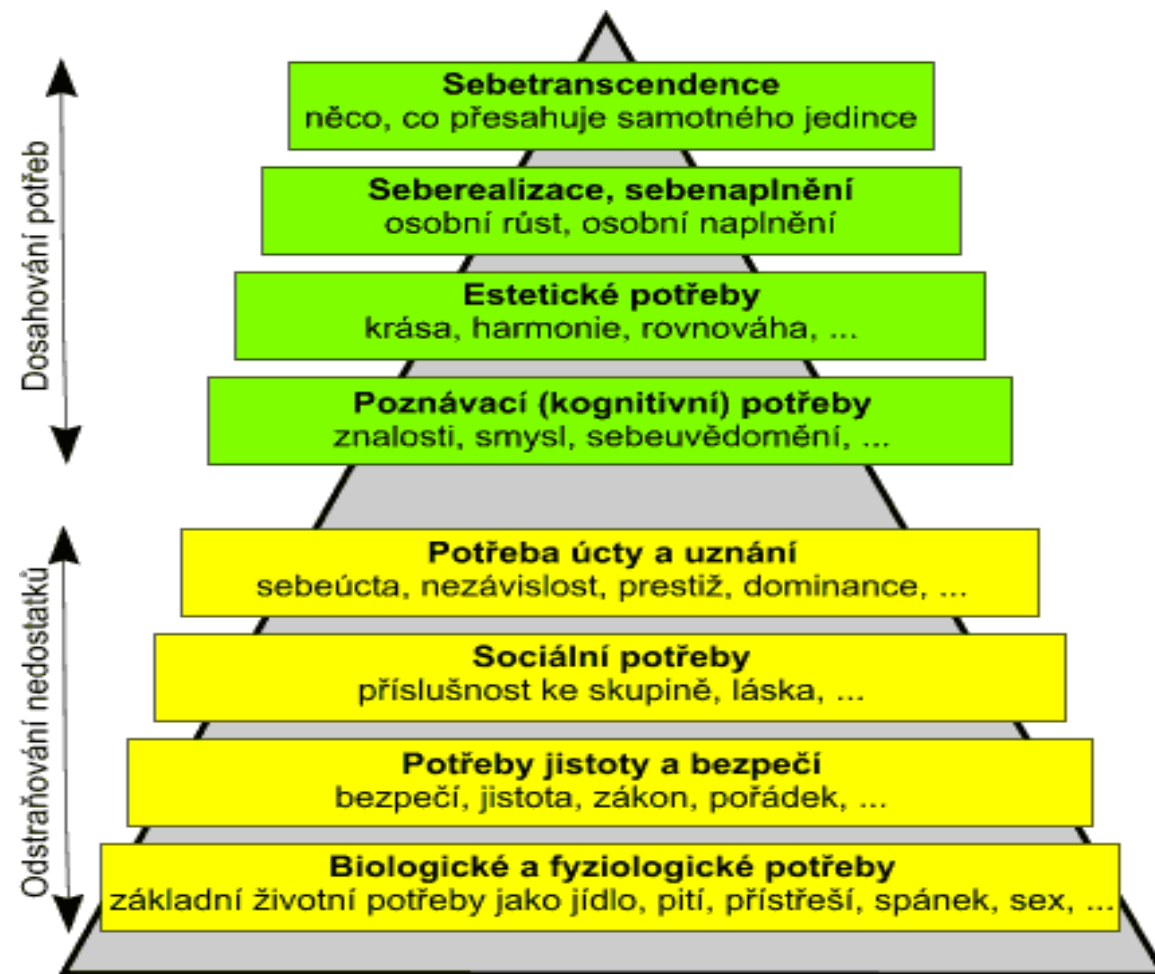 Sebetranscendence
něco, co přesahuje samotného jedince
Seberealizace, sebenaplnění
osobní růst, osobní naplnění
Estetické potřeby
krása, harmonie, rovnováha, ...
Poznávací (kognitivní) potřeby
znalosti, smysl, sebeuvědomění, ...
Dosahování potřeb
Potřeba úcty a uznání
sebeúcta, nezávislost, prestiž, dominance, ...
Sociální potřeby
příslušnost ke skupině, láska, ...
Potřeby jistoty a bezpečí
bezpečí, jistota, zákon, pořádek, ...
Biologické a fyziologické potřeby
základní životní potřeby jako jídlo, pití, přístřeší, spánek, sex, ...
Odstraňování nedostatků